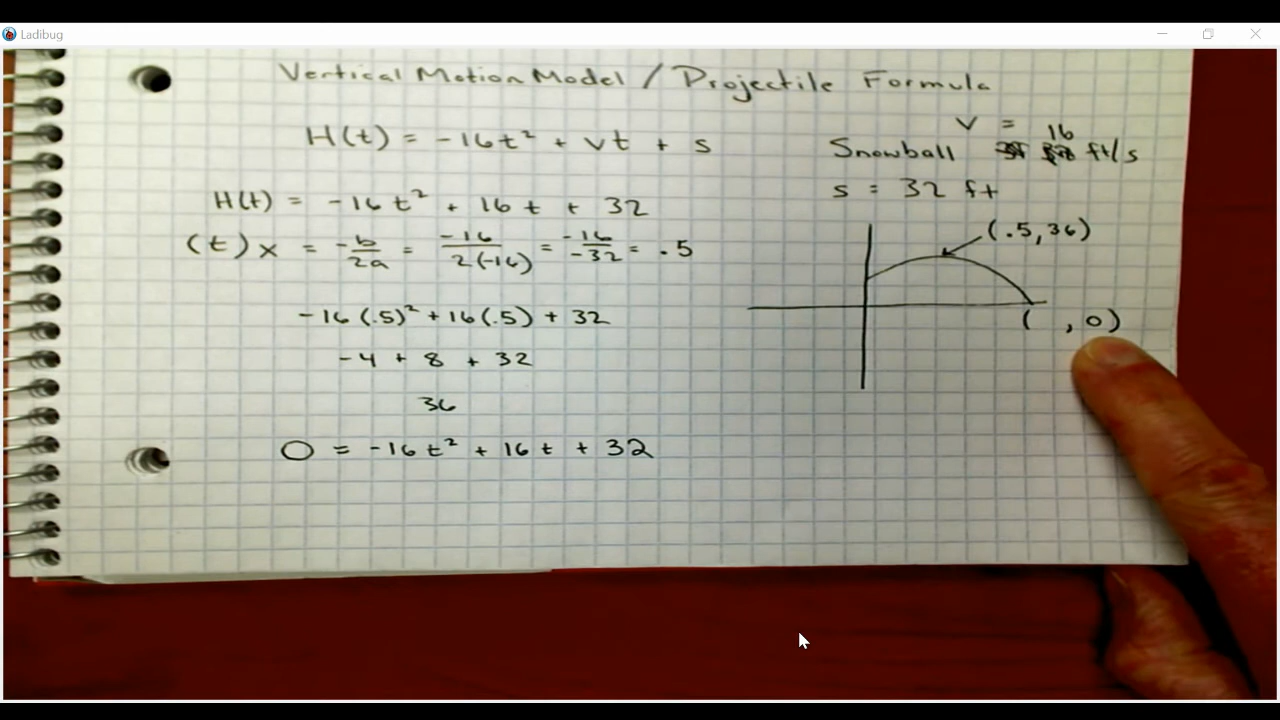 Ladibug
Vertical Motion Model / Projectile Formula
H(t) = -16t² + vt + s
v = 16
Snowball ft/s
s = 32 ft
H(t) = -16t² + 16t + 32
(t) x = -b/2a = -16/2(-16) = -16/-32 = .5
(.5, 36)
-16(.5)² + 16(.5) + 32
( , 0)
-4 + 8 + 32
36
0 = -16t² + 16t + 32